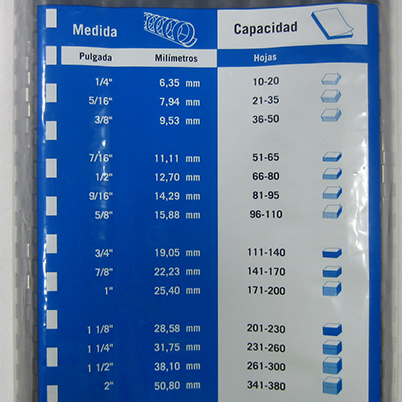 Medida Capacidad
Pulgada Milímetros Hojas
1/4" 6,35 mm 10-20
5/16" 7,94 mm 21-35
3/8" 9,53 mm 36-50
7/16" 11,11 mm 51-65
1/2" 12,70 mm 66-80
9/16" 14,29 mm 81-95
5/8" 15,88 mm 96-110
3/4" 19,05 mm 111-140
7/8" 22,23 mm 141-170
1" 25,40 mm 171-200
1 1/8" 28,58 mm 201-230
1 1/4" 31,75 mm 231-260
1 1/2" 38,10 mm 261-300
2" 50,80 mm 341-380